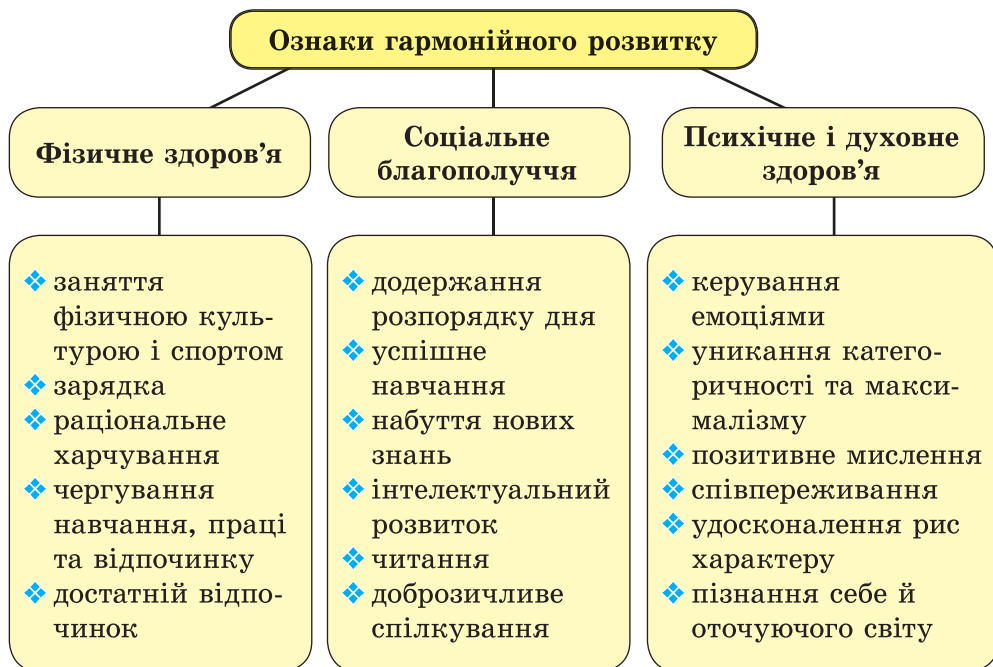 Ознаки гармонійного розвитку
Фізичне здоров’я
Соціальне
благополуччя
Психічне і духовне
здоров’я
❖ заняття
фізичною куль-
турою і спортом
❖ зарядка
❖ раціональне
харчування
❖ чергування
навчання, праці
та відпочинку
❖ достатній відпо-
чинок
❖ додержання
розпорядку дня
❖ успішне
навчання
❖ набуття нових
знань
❖ інтелектуальний
розвиток
❖ читання
❖ доброзичливе
спілкування
❖ керування
емоціями
❖ уникання катего-
ричності та макси-
малізму
❖ позитивне мислення
❖ співпереживання
❖ удосконалення рис
характеру
❖ пізнання себе й
оточуючого світу